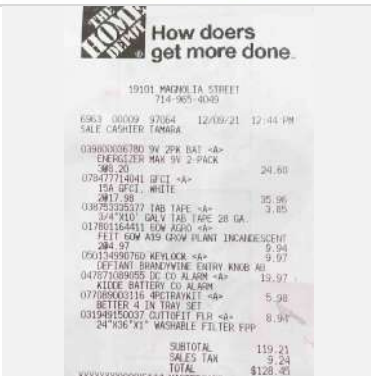 THE
HOME
DEPOT
How doers
get more done.
19101 MAGNOLIA STREET
714-965-4049
6963 00009 97064 12/09/21 12:44 PM
SALE CASHIER TAMARA
039800036780 9V 2PK BAT <A>
ENERGIZER MAX 9V 2-PACK
3@8.20 24.60
078477714041 GFCI <A>
15A GFCI, WHITE
2@17.98 35.96
038753335377 TAB TAPE <A> 3.85
3/4"X10' GALV TAB TAPE 28 GA.
017801164411 60W AGRO <A>
FEIT 60W A19 GROW PLANT INCANDESCENT
2@4.97 9.94
050134990760 KEYLOCK <A> 9.97
DEFIANT BRANDYWINE ENTRY KNOB AB
047871089055 DC CO ALARM <A> 19.97
KIDDE BATTERY CO ALARM
077089003116 4PCTRAYKIT <A> 5.98
BETTER 4 IN TRAY SET
031949150037 CUTTOFIT FLR <A> 8.94
24"X36"X1" WASHABLE FILTER FPP
SUBTOTAL 119.21
SALES TAX 9.24
TOTAL $128.45